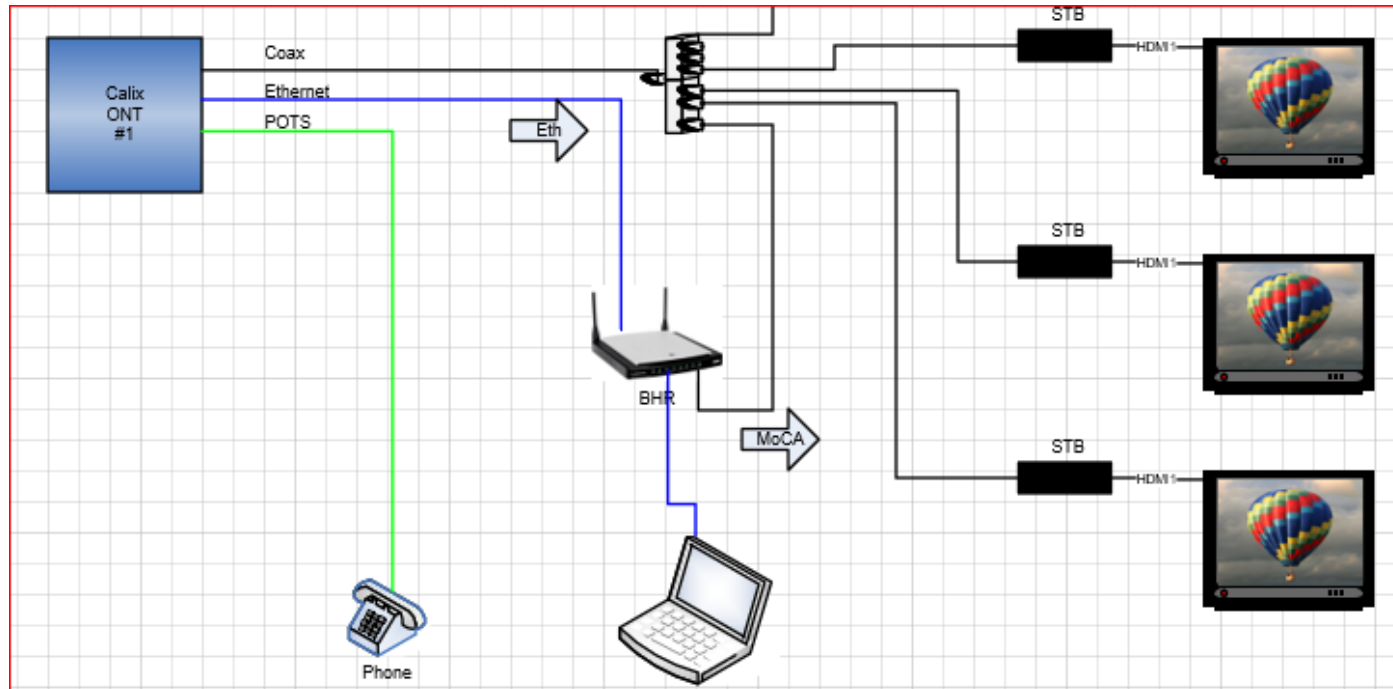 STB
HDMI1
Coax
Calix
ONT
#1
Ethernet
POTS
Eth
STB
HDMI1
BHR
MoCA
STB
HDMI1
Phone